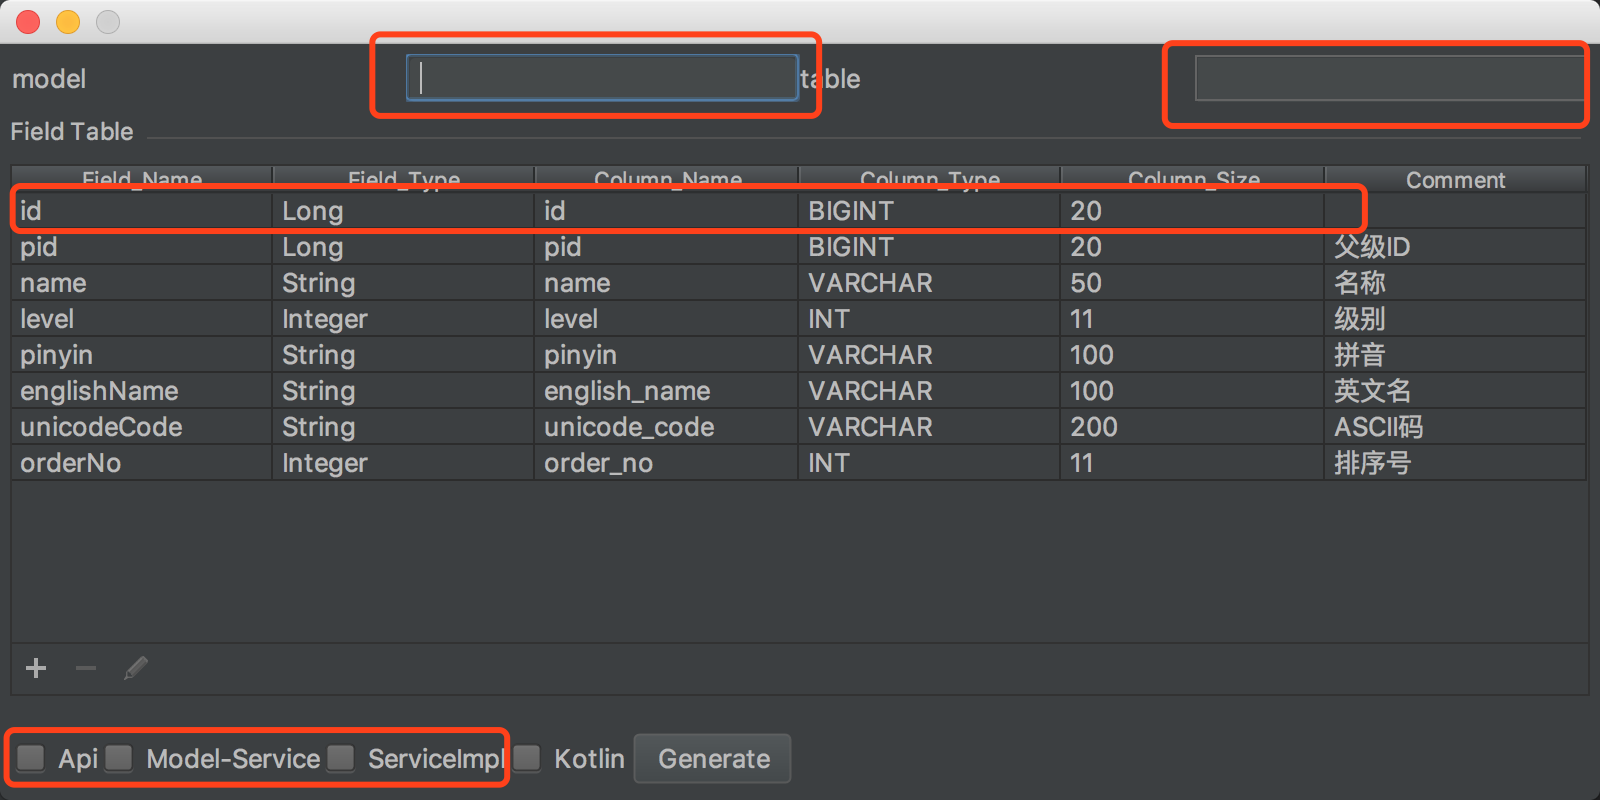 model table
Field Table
Field_Name Field_Type Column_Name Column_Type Column_Size Comment
id Long id BIGINT 20
pid Long pid BIGINT 20 父级ID
name String name VARCHAR 50 名称
level Integer level INT 11 级别
pinyin String pinyin VARCHAR 100 拼音
englishName String english_name VARCHAR 100 英文名
unicodeCode String unicode_code VARCHAR 200 ASCII码
orderNo Integer order_no INT 11 排序号
Api Model-Service ServiceImpl Kotlin Generate